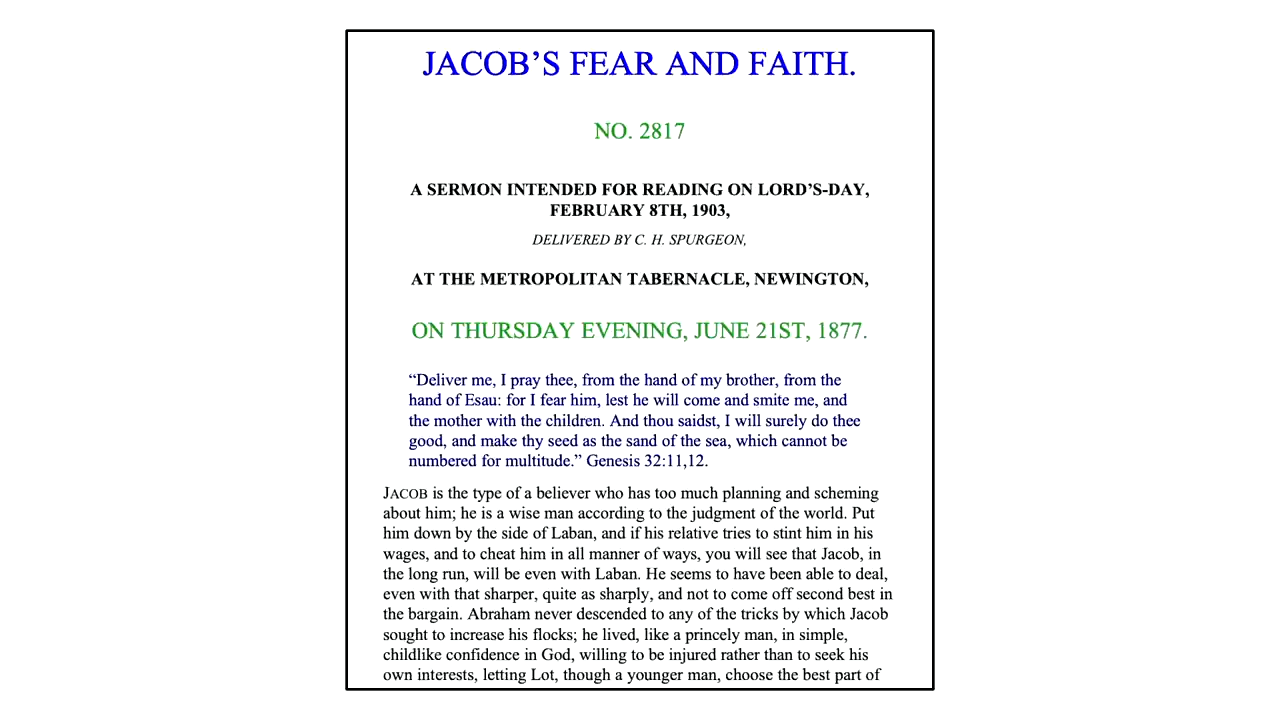 JACOB’S FEAR AND FAITH.
NO. 2817
A SERMON INTENDED FOR READING ON LORD’S-DAY,
FEBRUARY 8TH, 1903,
DELIVERED BY C. H. SPURGEON,
AT THE METROPOLITAN TABERNACLE, NEWINGTON,
ON THURSDAY EVENING, JUNE 21ST, 1877.
“Deliver me, I pray thee, from the hand of my brother, from the
hand of Esau: for I fear him, lest he will come and smite me, and
the mother with the children. And thou saidst, I will surely do thee
good, and make thy seed as the sand of the sea, which cannot be
numbered for multitude.” Genesis 32:11,12.
JACOB is the type of a believer who has too much planning and scheming
about him; he is a wise man according to the judgment of the world. Put
him down by the side of Laban, and if his relative tries to stint him in his
wages, and to cheat him in all manner of ways, you will see that Jacob, in
the long run, will be even with Laban. He seems to have been able to deal,
even with that sharper, quite as sharply, and not to come off second best in
the bargain. Abraham never descended to any of the tricks by which Jacob
sought to increase his flocks; he lived, like a princely man, in simple,
childlike confidence in God, willing to be injured rather than to seek his
own interests, letting Lot, though a younger man, choose the best part of